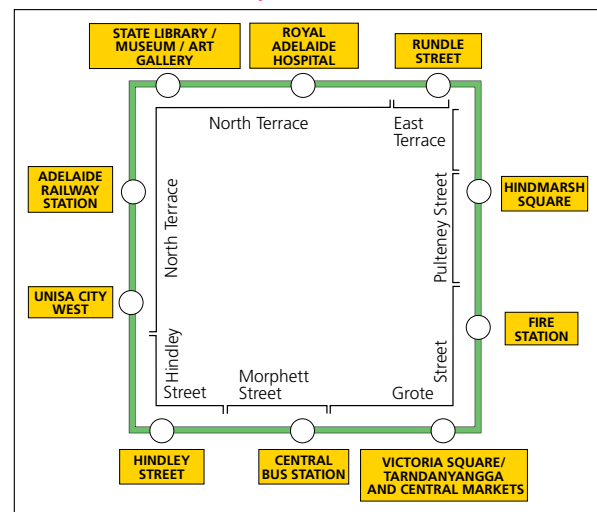 STATE LIBRARY /
MUSEUM / ART
GALLERY
ROYAL
ADELAIDE
HOSPITAL
RUNDLE
STREET
North Terrace
East
Terrace
ADELAIDE
RAILWAY
STATION
North Terrace
Pulteney Street
HINDMARSH
SQUARE
UNISA CITY
WEST
FIRE
STATION
Hindley
Street
Morphett
Street
Grote
Street
HINDLEY
STREET
CENTRAL
BUS STATION
VICTORIA SQUARE/
TARNDANYANGGA
AND CENTRAL MARKETS